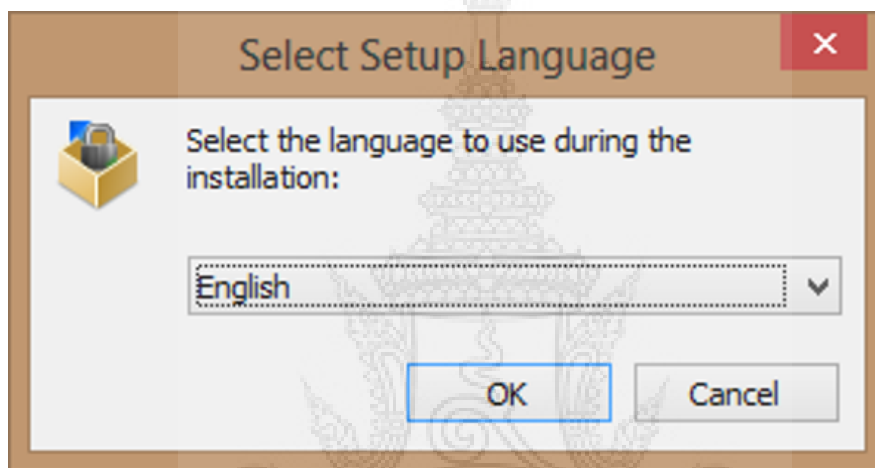 Select Setup Language
Select the language to use during the
installation:
English
OK
Cancel